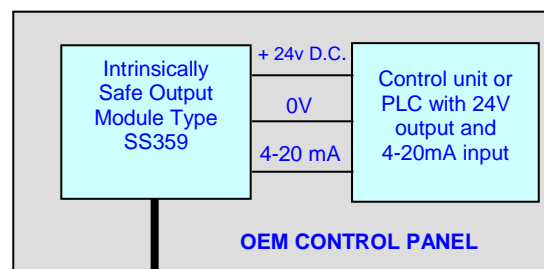 Intrinsically
Safe Output
Module Type
SS359
+ 24v D.C.
0V
4-20 mA
Control unit or
PLC with 24V
output and
4-20mA input
OEM CONTROL PANEL